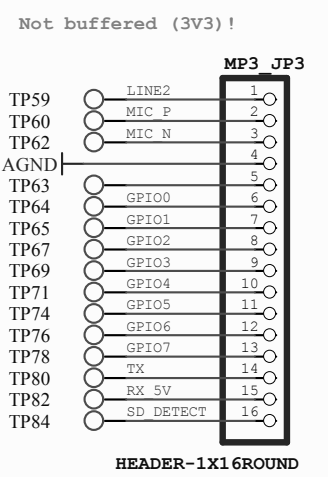 Not buffered (3V3)!
MP3_JP3
TP59 LINE2 1
TP60 MIC_P 2
TP62 MIC_N 3
AGND 4
TP63 5
TP64 GPIO0 6
TP65 GPIO1 7
TP67 GPIO2 8
TP69 GPIO3 9
TP71 GPIO4 10
TP74 GPIO5 11
TP76 GPIO6 12
TP78 GPIO7 13
TP80 TX 14
TP82 RX_5V 15
TP84 SD_DETECT 16
HEADER-1X16ROUND